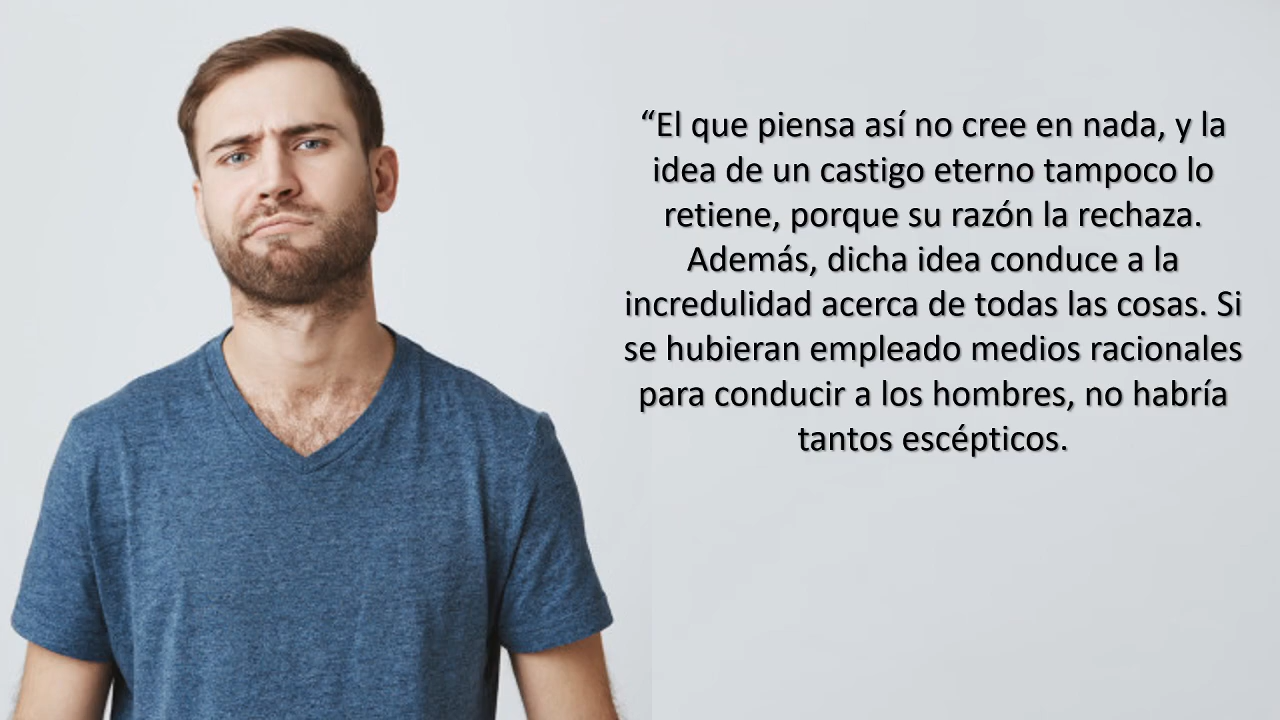 “El que piensa así no cree en nada, y la
idea de un castigo eterno tampoco lo
retiene, porque su razón la rechaza.
Además, dicha idea conduce a la
incredulidad acerca de todas las cosas. Si
se hubieran empleado medios racionales
para conducir a los hombres, no habría
tantos escépticos.